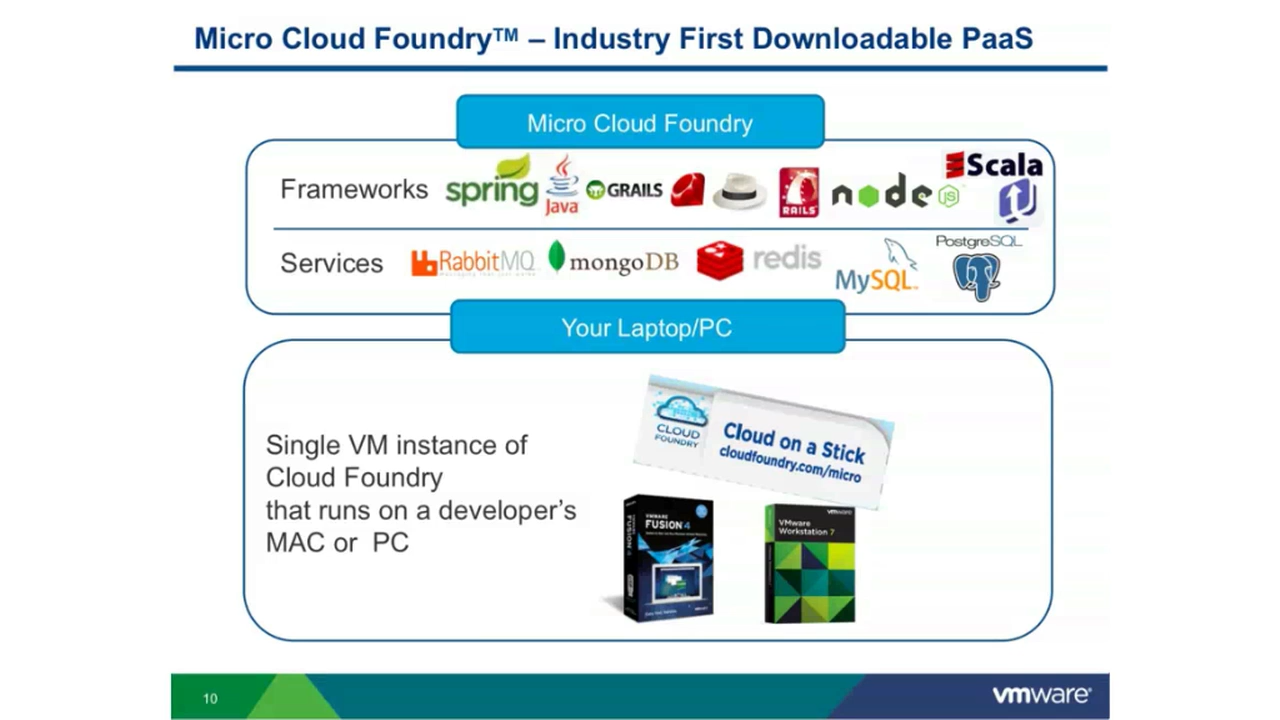 Micro Cloud Foundry™ – Industry First Downloadable PaaS
Micro Cloud Foundry
Frameworks
spring
Java
GRAILS
RAILS
node
JS
Scala
Services
RabbitMQ
mongoDB
redis
MySQL
PostgreSQL
Your Laptop/PC
Single VM instance of
Cloud Foundry
that runs on a developer's
MAC or PC
CLOUD
FOUNDRY
Cloud on a Stick
cloudfoundry.com/micro
VMWARE
FUSION 4
vmware
VMware
Workstation 7
10
vmware